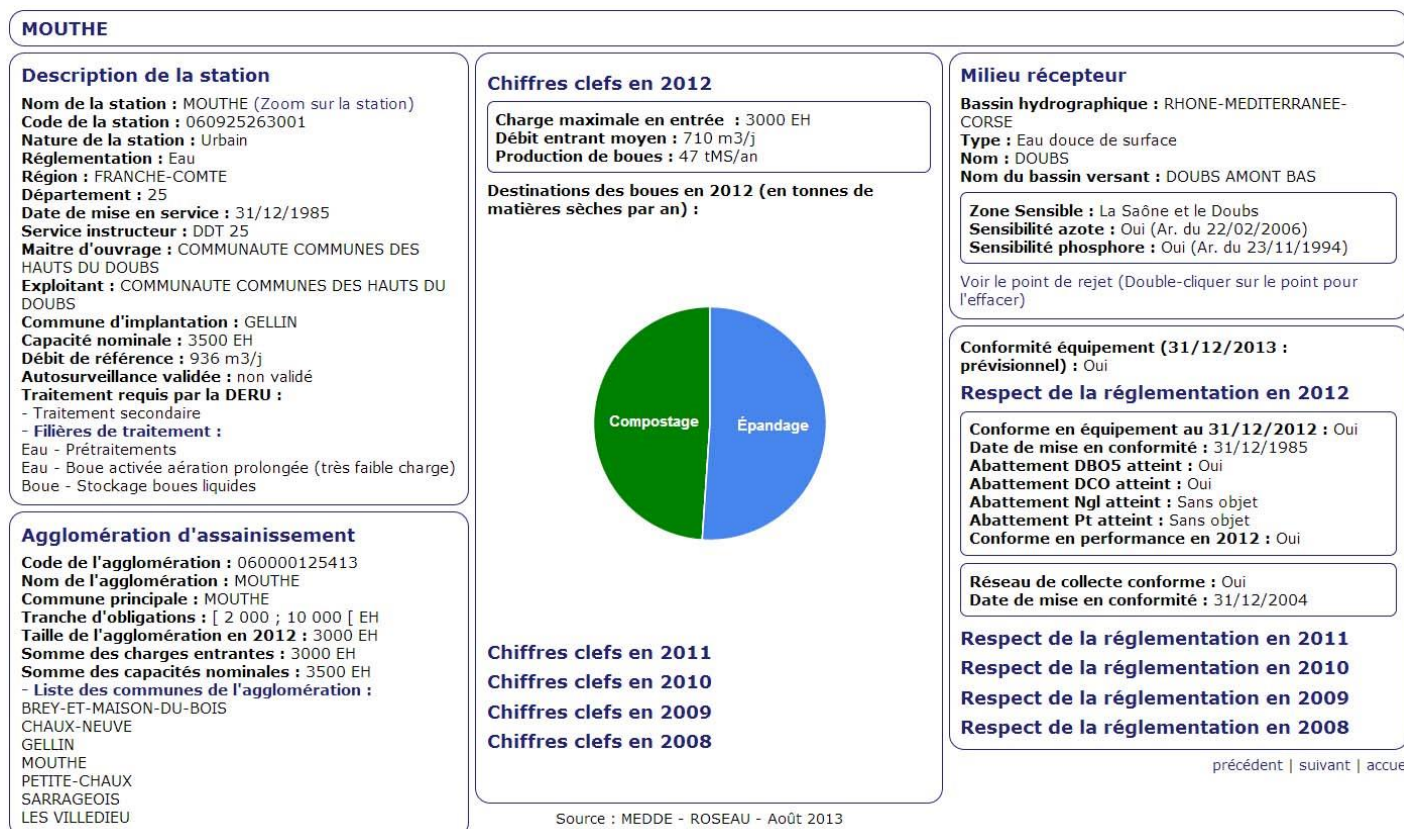 MOUTHE
Description de la station
Nom de la station : MOUTHE (Zoom sur la station)
Code de la station : 060925263001
Nature de la station : Urbain
Réglementation : Eau
Région : FRANCHE-COMTE
Département : 25
Date de mise en service : 31/12/1985
Service instructeur : DDT 25
Maitre d'ouvrage : COMMUNAUTE COMMUNES DES
HAUTS DU DOUBS
Exploitant : COMMUNAUTE COMMUNES DES HAUTS DU
DOUBS
Commune d'implantation : GELLIN
Capacité nominale : 3500 EH
Débit de référence : 936 m3/j
Autosurveillance validée : non validé
Traitement requis par la DERU :
- Traitement secondaire
- Filières de traitement :
Eau - Prétraitements
Eau - Boue activée aération prolongée (très faible charge)
Boue - Stockage boues liquides
Agglomération d'assainissement
Code de l'agglomération : 060000125413
Nom de l'agglomération : MOUTHE
Commune principale : MOUTHE
Tranche d'obligations : [ 2 000 ; 10 000 [ EH
Taille de l'agglomération en 2012 : 3000 EH
Somme des charges entrantes : 3000 EH
Somme des capacités nominales : 3500 EH
- Liste des communes de l'agglomération :
BREY-ET-MAISON-DU-BOIS
CHAUX-NEUVE
GELLIN
MOUTHE
PETITE-CHAUX
SARRAGEOIS
LES VILLEDIEU
Chiffres clefs en 2012
Charge maximale en entrée : 3000 EH
Débit entrant moyen : 710 m3/j
Production de boues : 47 tMS/an
Destinations des boues en 2012 (en tonnes de
matières sèches par an) :
Compostage
Épandage
Chiffres clefs en 2011
Chiffres clefs en 2010
Chiffres clefs en 2009
Chiffres clefs en 2008
Source : MEDDE - ROSEAU - Août 2013
Milieu récepteur
Bassin hydrographique : RHONE-MEDITERRANEE-
CORSE
Type : Eau douce de surface
Nom : DOUBS
Nom du bassin versant : DOUBS AMONT BAS
Zone Sensible : La Saône et le Doubs
Sensibilité azote : Oui (Ar. du 22/02/2006)
Sensibilité phosphore : Oui (Ar. du 23/11/1994)
Voir le point de rejet (Double-cliquer sur le point pour
l'effacer)
Conformité équipement (31/12/2013 :
prévisionnel) : Oui
Respect de la réglementation en 2012
Conforme en équipement au 31/12/2012 : Oui
Date de mise en conformité : 31/12/1985
Abattement DBO5 atteint : Oui
Abattement DCO atteint : Oui
Abattement Ngl atteint : Sans objet
Abattement Pt atteint : Sans objet
Conforme en performance en 2012 : Oui
Réseau de collecte conforme : Oui
Date de mise en conformité : 31/12/2004
Respect de la réglementation en 2011
Respect de la réglementation en 2010
Respect de la réglementation en 2009
Respect de la réglementation en 2008
précédent | suivant | accue